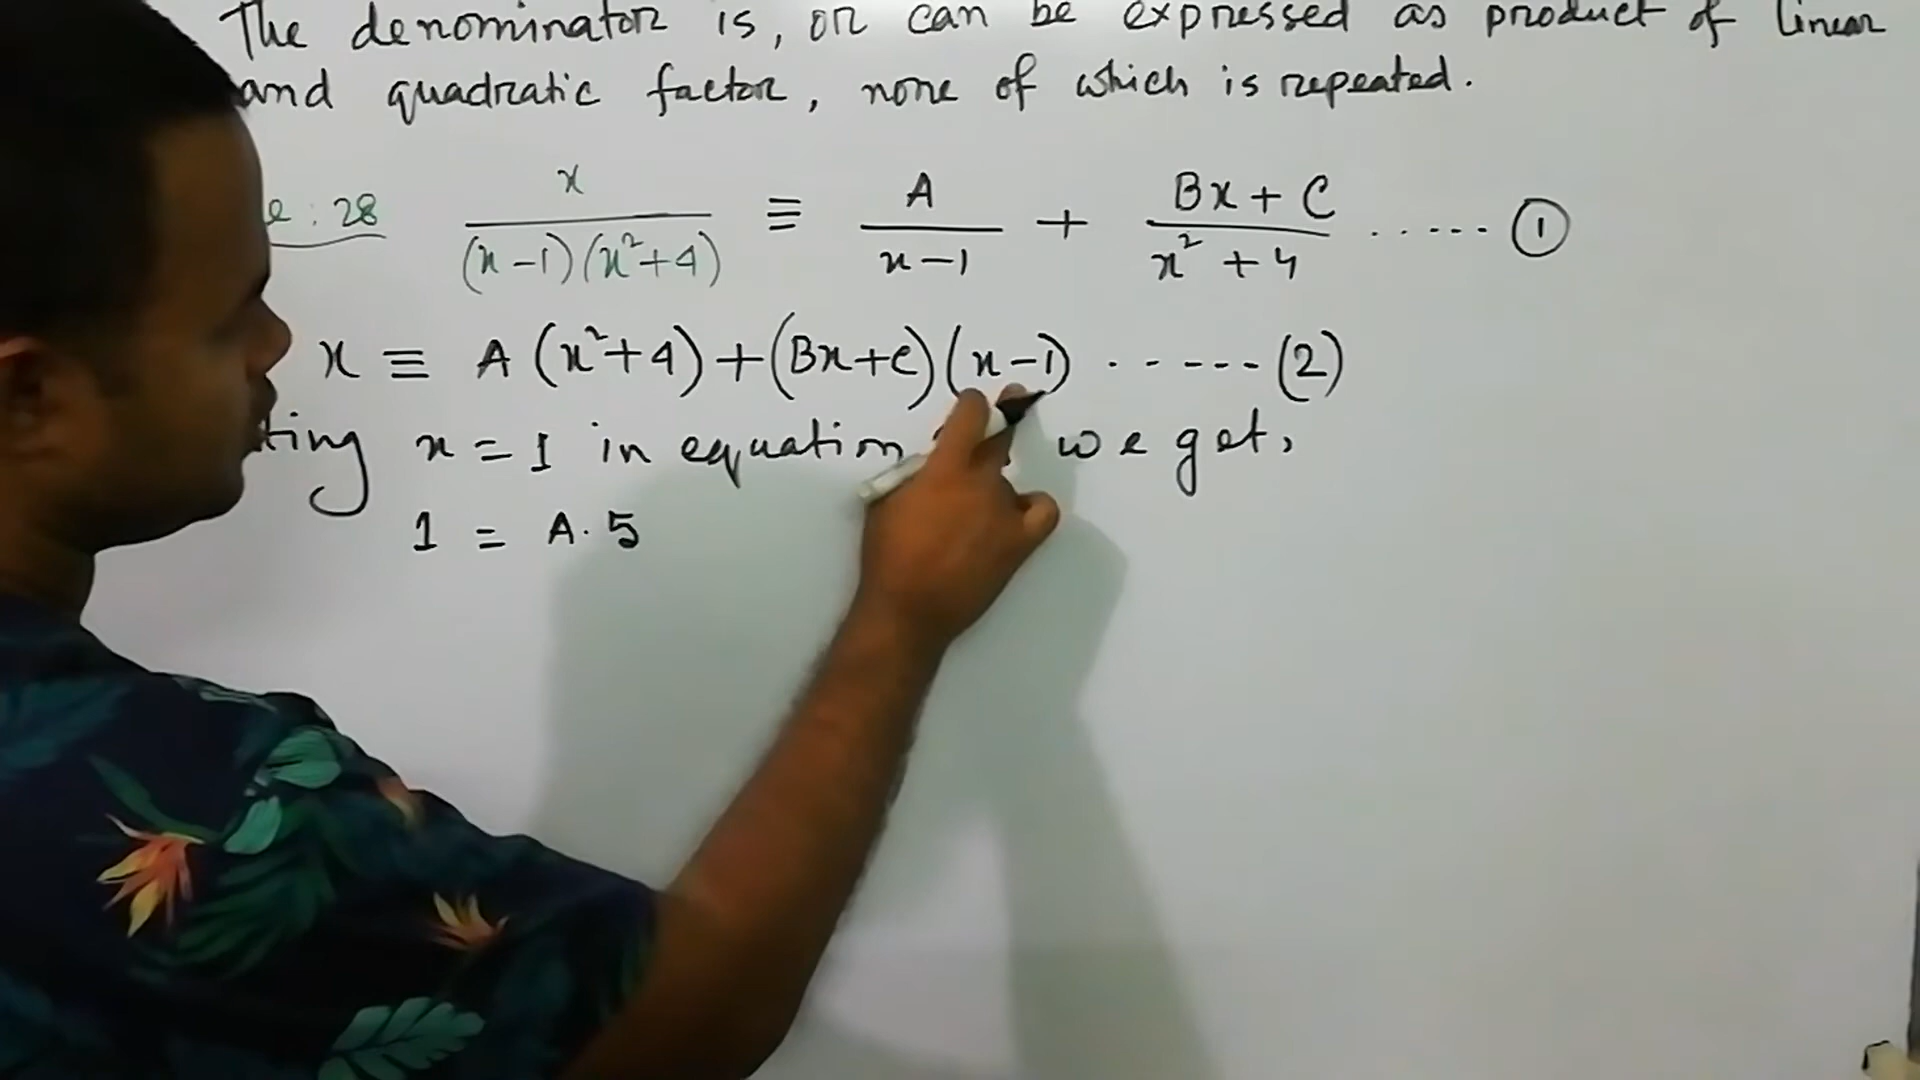 The denominator is, or can be expressed as product of linear
and quadratic factor, none of which is repeated.
e : 28 x/((x-1)(x²+4)) ≡ A/(x-1) + (Bx+C)/(x²+4) ...... ①
x ≡ A(x²+4)+(Bx+C)(x-1) ...... (2)
ting x = 1 in equation we get,
1 = A.5